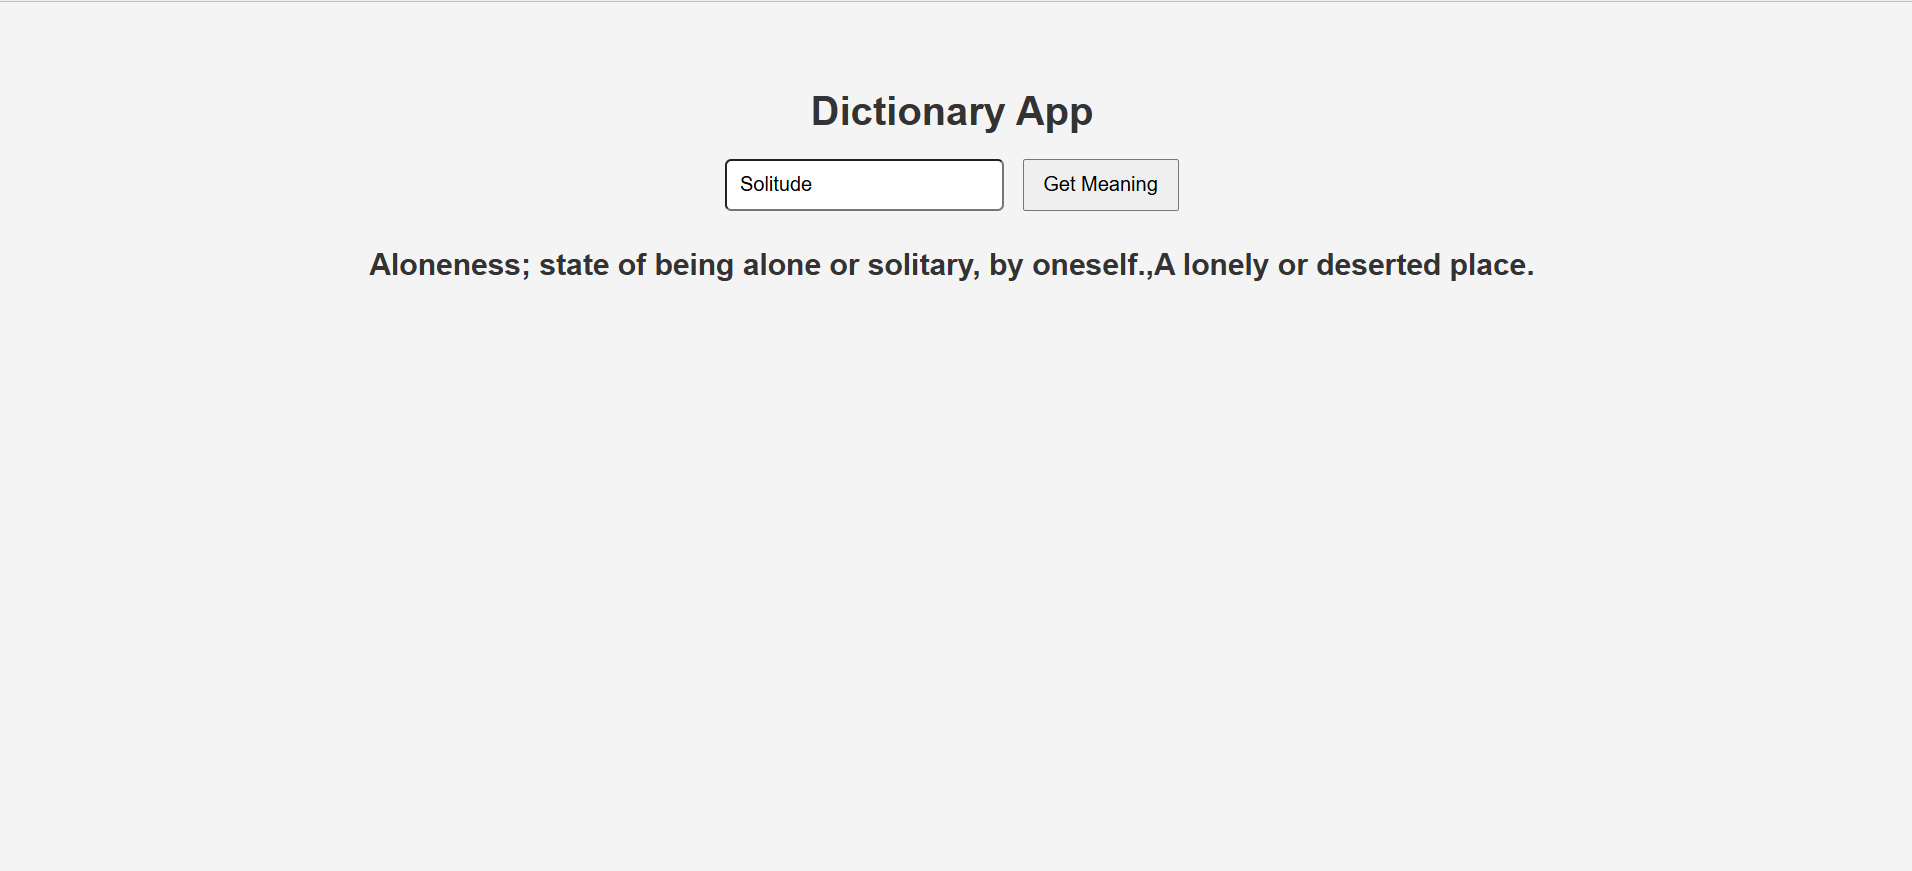 Dictionary App
Solitude
Get Meaning
Aloneness; state of being alone or solitary, by oneself.,A lonely or deserted place.